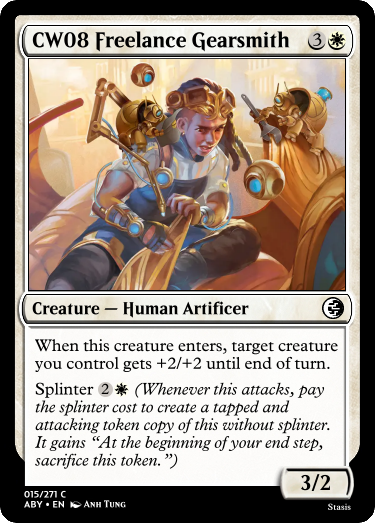 CW08 Freelance Gearsmith 3
Creature — Human Artificer
When this creature enters, target creature
you control gets +2/+2 until end of turn.
Splinter 2 (Whenever this attacks, pay
the splinter cost to create a tapped and
attacking token copy of this without splinter.
It gains “At the beginning of your end step,
sacrifice this token.”)
3/2
015/271 C
ABY • EN Anh Tung
Stasis